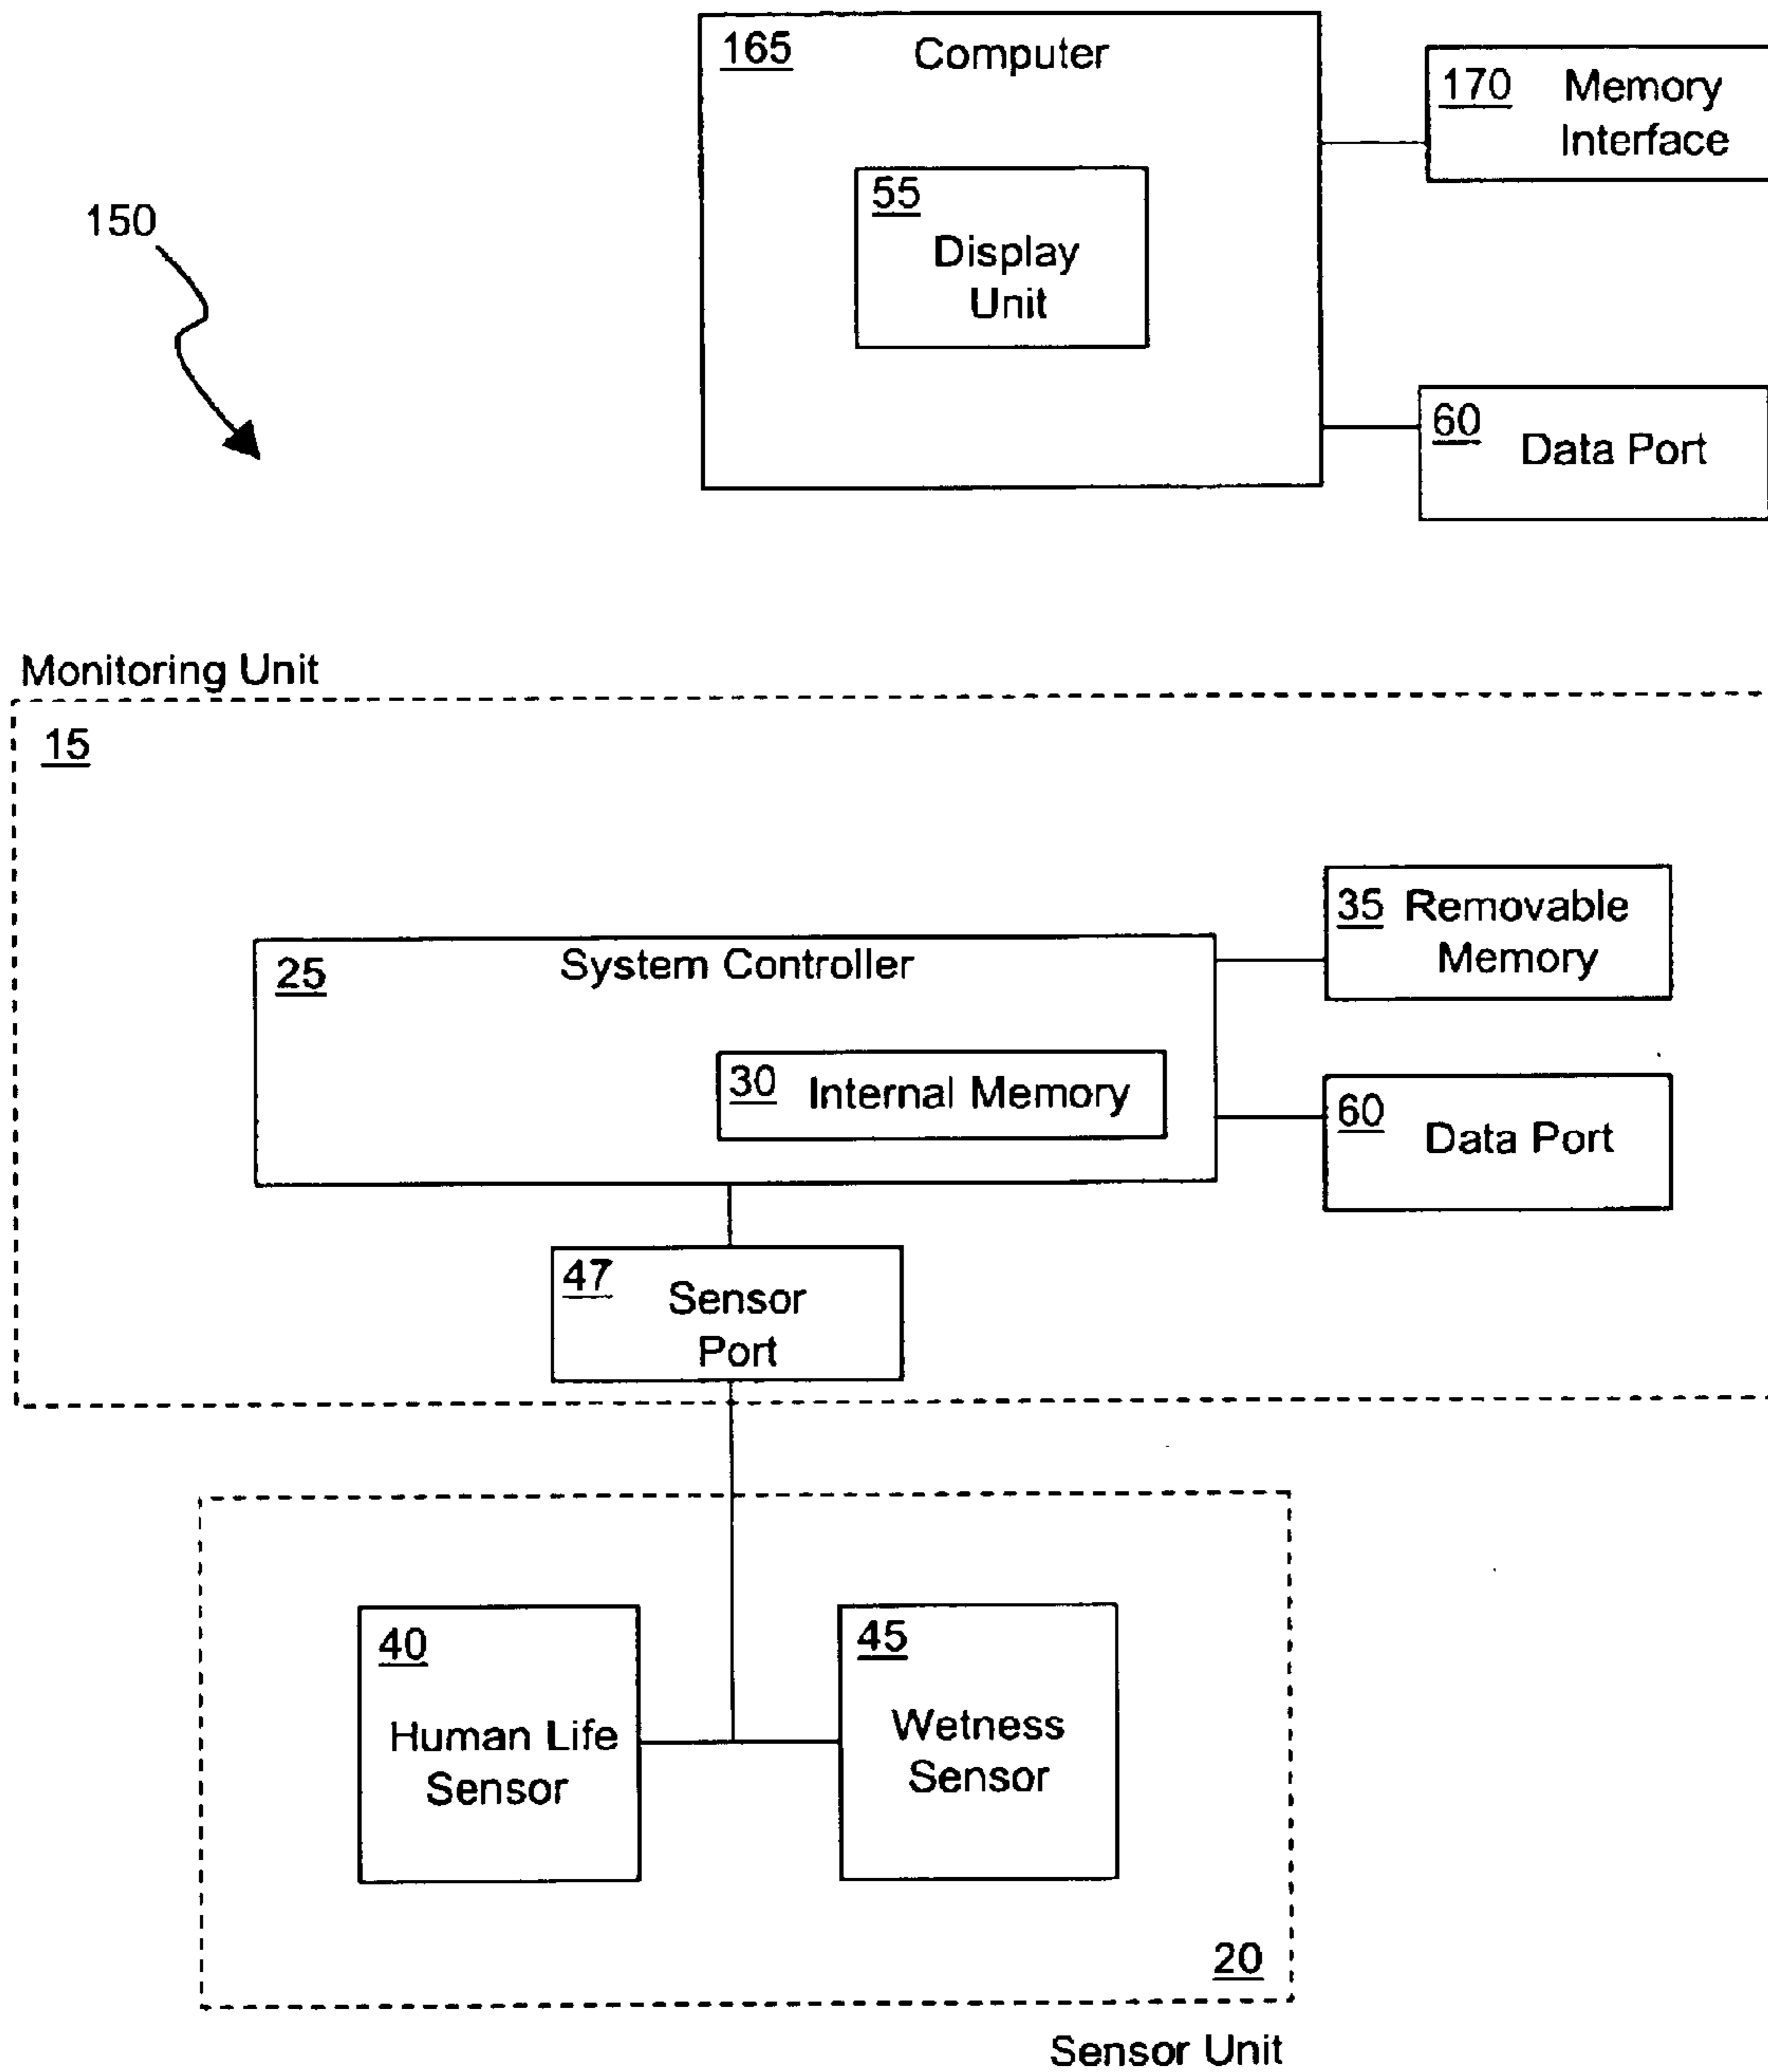 165 Computer
170 Memory
Interface
150
55
Display
Unit
60
Data Port
Monitoring Unit
15
35 Removable
Memory
25 System Controller
30 Internal Memory
60
Data Port
47
Sensor
Port
40
Human Life
Sensor
45
Wetness
Sensor
20
Sensor Unit